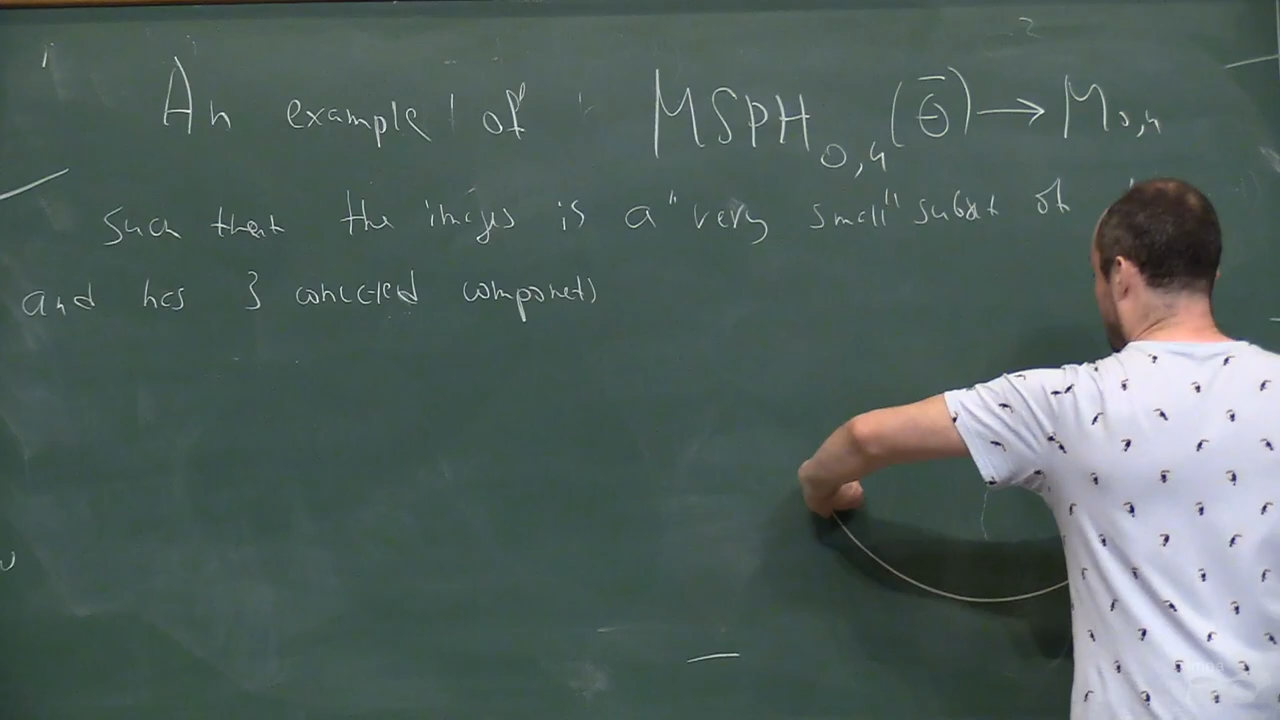 An example of MSPH₀,₄(Θ̄) → M₀,₄
such that the images is a "very small" subset of
and has 3 connected components